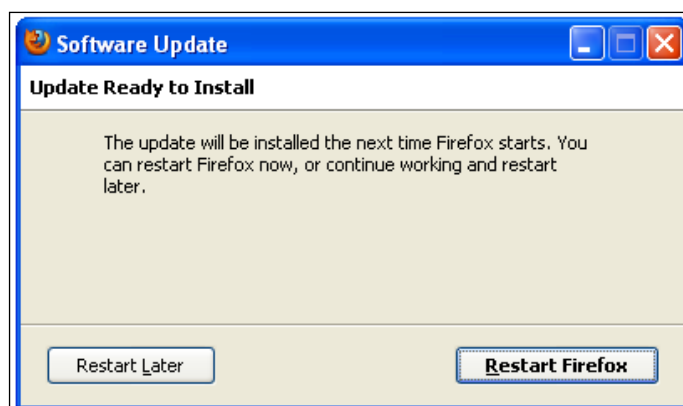 Software Update
Update Ready to Install
The update will be installed the next time Firefox starts. You
can restart Firefox now, or continue working and restart
later.
Restart Later
Restart Firefox